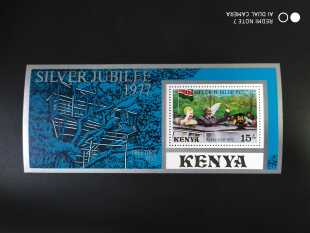 REDMI NOTE 7
AI DUAL CAMERA
SILVER JUBILEE
1977
KENYA
15/-
KENYA